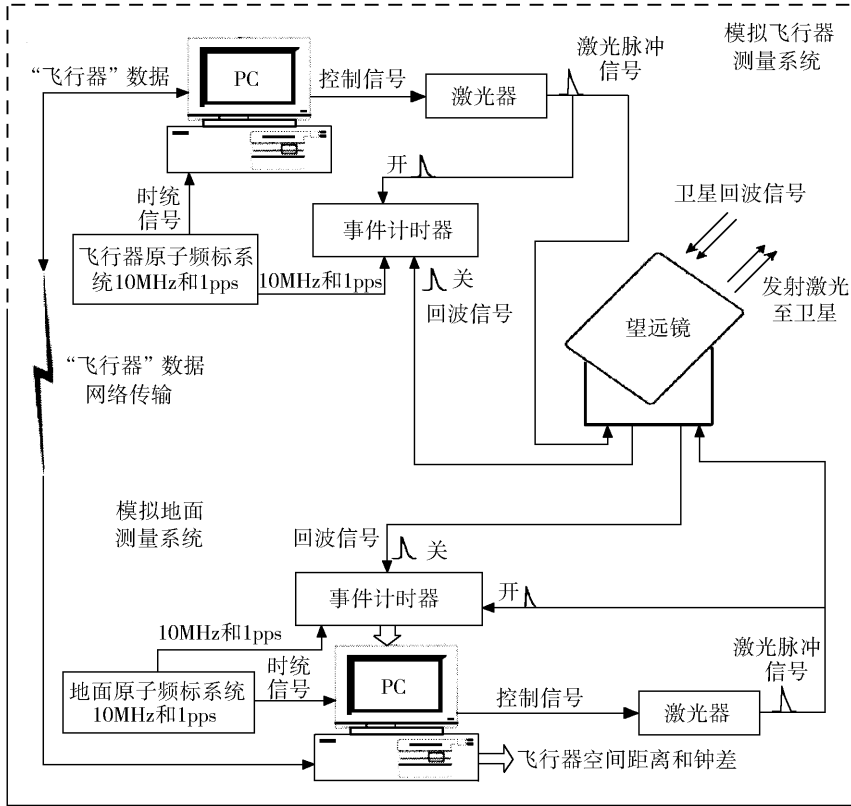 模拟飞行器
测量系统
“飞行器”数据
PC
控制信号
激光器
激光脉冲
信号
开
时统
信号
事件计时器
卫星回波信号
飞行器原子频标系
统10MHz和1pps
10MHz和1pps
关
回波信号
发射激光
至卫星
望远镜
“飞行器”数据
网络传输
模拟地面
测量系统
回波信号
关
事件计时器
开
10MHz和1pps
时统
信号
地面原子频标系统
10MHz和1pps
PC
控制信号
激光器
激光脉冲
信号
飞行器空间距离和钟差